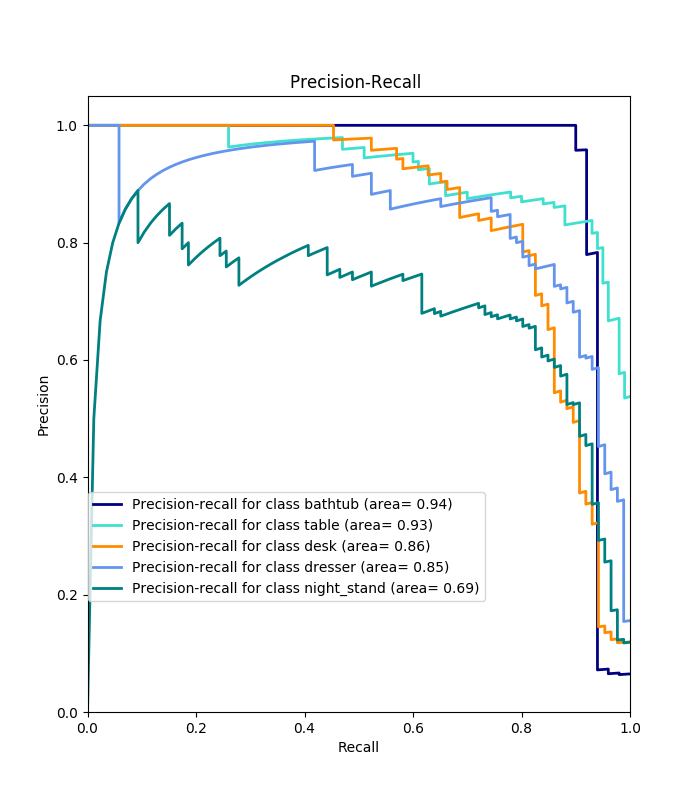 Precision-Recall
1.0
0.8
0.6
0.4
0.2
0.0
Precision
Precision-recall for class bathtub (area= 0.94)
Precision-recall for class table (area= 0.93)
Precision-recall for class desk (area= 0.86)
Precision-recall for class dresser (area= 0.85)
Precision-recall for class night_stand (area= 0.69)
0.0 0.2 0.4 0.6 0.8 1.0
Recall